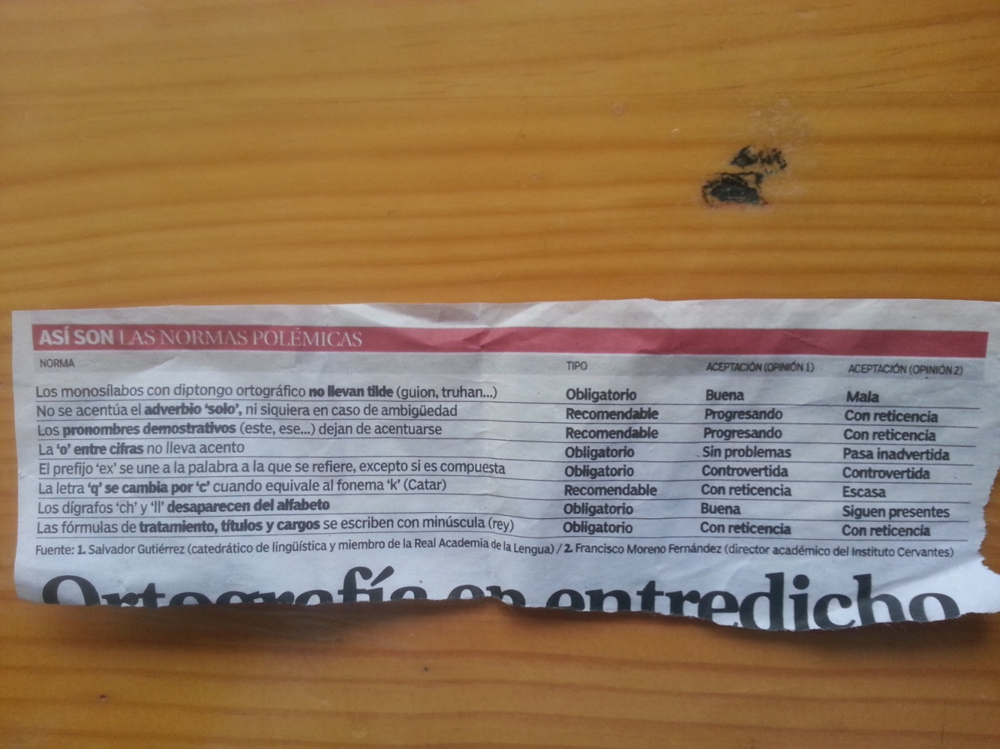 ASÍ SON LAS NORMAS POLÉMICAS
NORMA TIPO ACEPTACIÓN (OPINIÓN 1) ACEPTACIÓN (OPINIÓN 2)
Los monosílabos con diptongo ortográfico no llevan tilde (guion, truhan...) Obligatorio Buena Mala
No se acentúa el adverbio ‘solo’, ni siquiera en caso de ambigüedad Recomendable Progresando Con reticencia
Los pronombres demostrativos (este, ese...) dejan de acentuarse Recomendable Progresando Con reticencia
La ‘o’ entre cifras no lleva acento Obligatorio Sin problemas Pasa inadvertida
El prefijo ‘ex’ se une a la palabra a la que se refiere, excepto si es compuesta Obligatorio Controvertida Controvertida
La letra ‘q’ se cambia por ‘c’ cuando equivale al fonema ‘k’ (Catar) Recomendable Con reticencia Escasa
Los dígrafos ‘ch’ y ‘ll’ desaparecen del alfabeto Obligatorio Buena Siguen presentes
Las fórmulas de tratamiento, títulos y cargos se escriben con minúscula (rey) Obligatorio Con reticencia Con reticencia
Fuente: 1. Salvador Gutiérrez (catedrático de lingüística y miembro de la Real Academia de la Lengua) / 2. Francisco Moreno Fernández (director académico del Instituto Cervantes)
Ortografía en entredicho